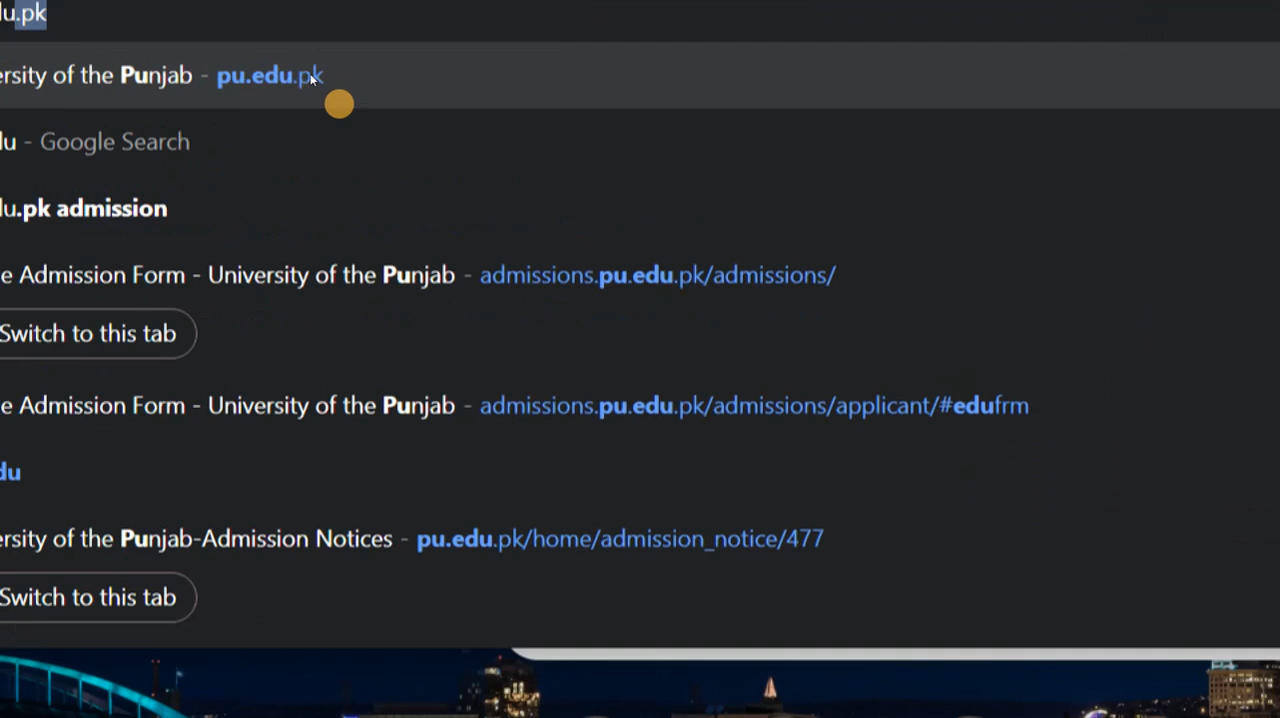 du.pk
ersity of the Punjab - pu.edu.pk
du - Google Search
du.pk admission
e Admission Form - University of the Punjab - admissions.pu.edu.pk/admissions/
Switch to this tab
e Admission Form - University of the Punjab - admissions.pu.edu.pk/admissions/applicant/#edufrm
du
ersity of the Punjab-Admission Notices - pu.edu.pk/home/admission_notice/477
Switch to this tab